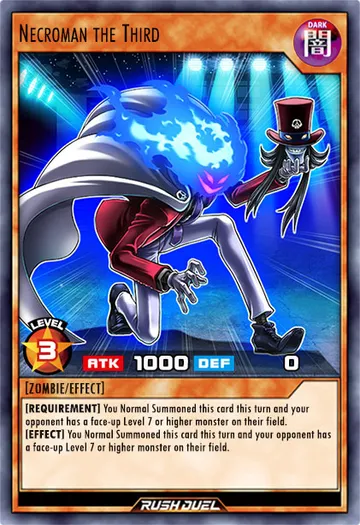 NECROMAN THE THIRD
DARK
闇
LEVEL
3
ATK 1000 DEF 0
[ZOMBIE/EFFECT]
[REQUIREMENT] You Normal Summoned this card this turn and your
opponent has a face-up Level 7 or higher monster on their field.
[EFFECT] You Normal Summoned this card this turn and your opponent has
a face-up Level 7 or higher monster on their field.
RUSH DUEL